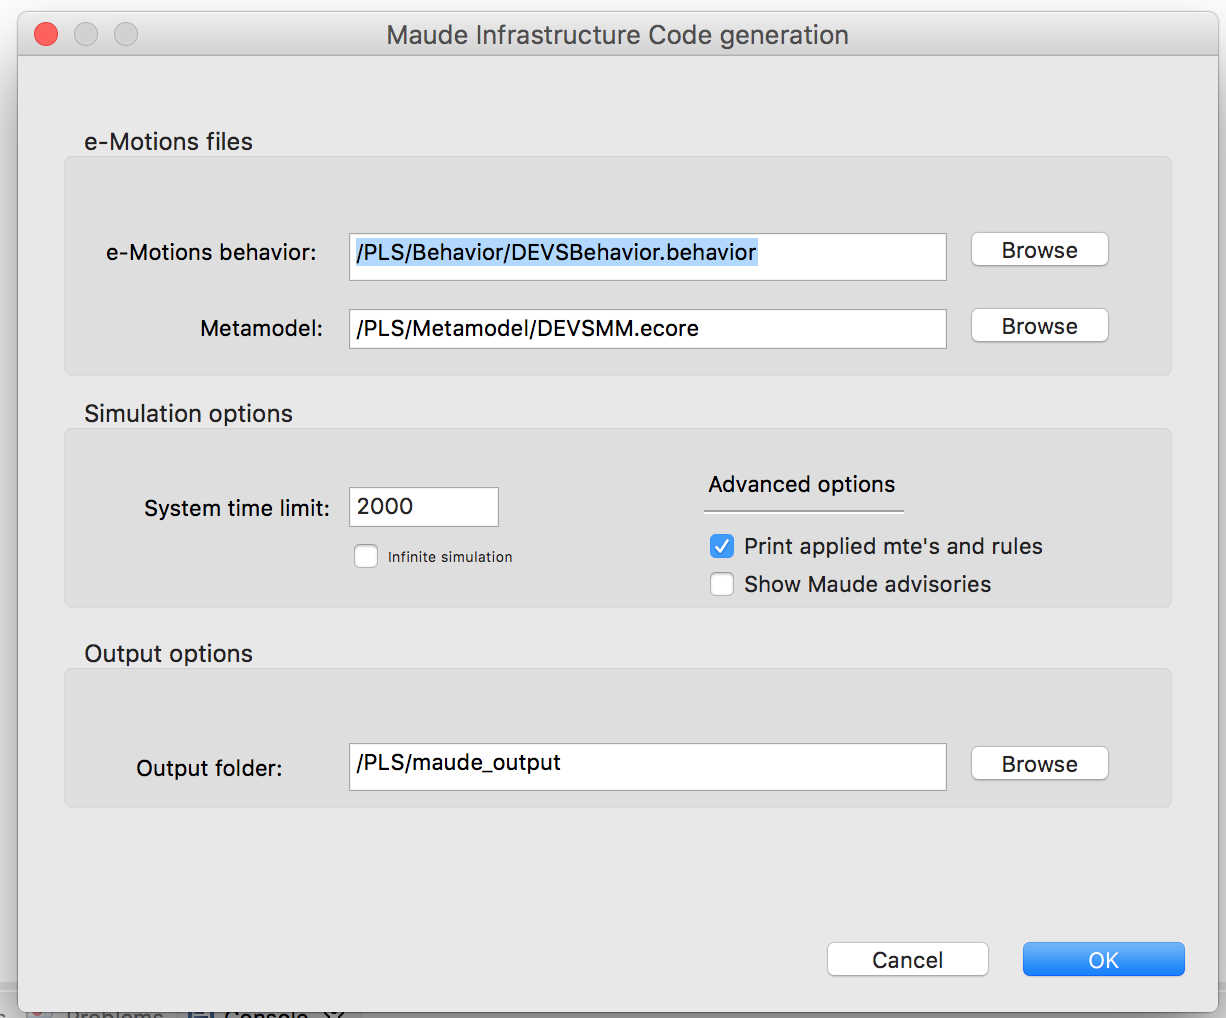 Maude Infrastructure Code generation
e-Motions files
e-Motions behavior: /PLS/Behavior/DEVSBehavior.behavior Browse
Metamodel: /PLS/Metamodel/DEVSMM.ecore Browse
Simulation options
Advanced options
System time limit: 2000
Print applied mte's and rules
Infinite simulation
Show Maude advisories
Output options
Output folder: /PLS/maude_output Browse
Cancel OK
Problems Console